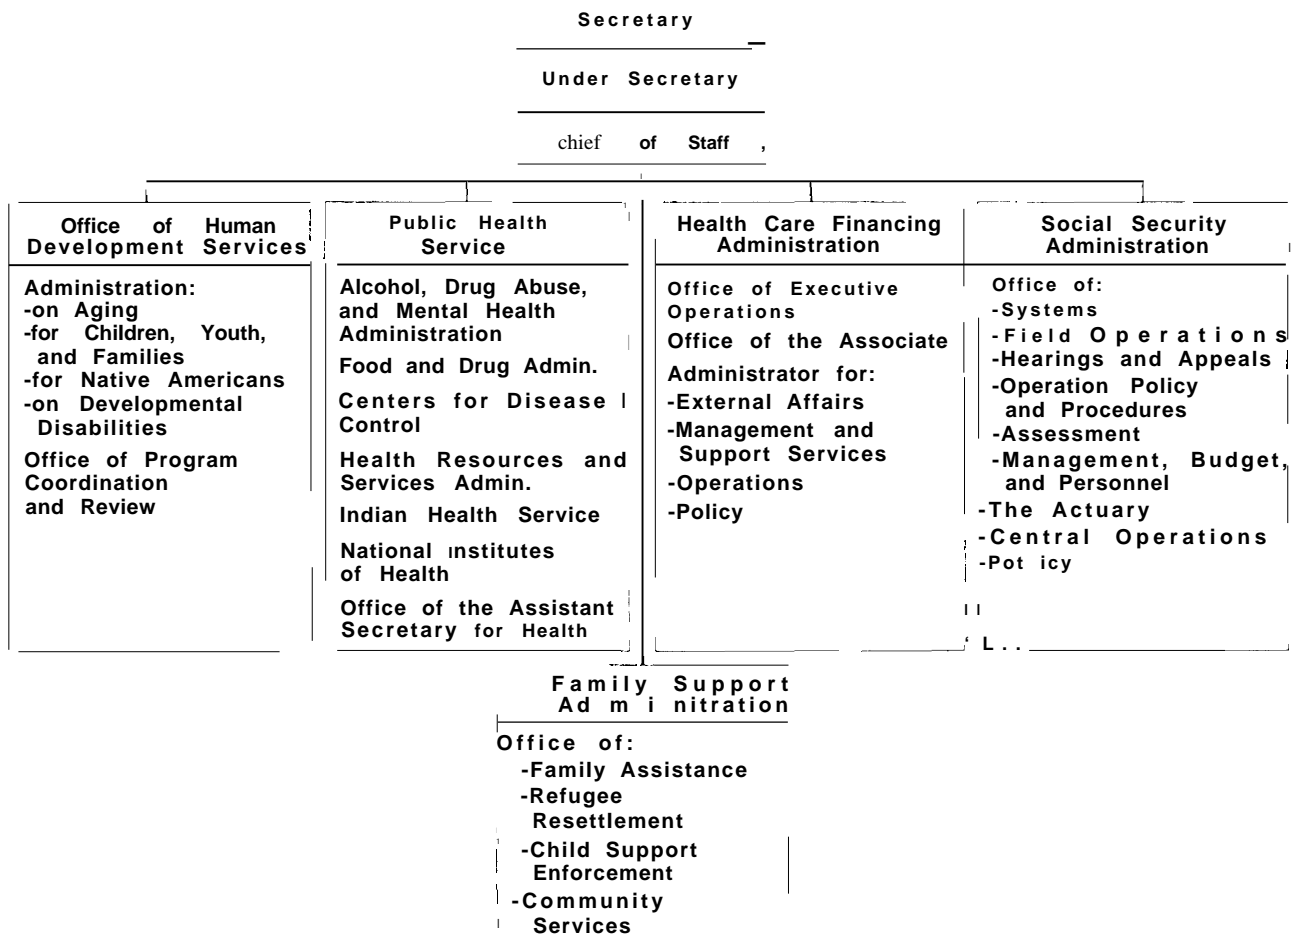 Secretary
Under Secretary
chief of Staff ,
Office of Human
Development Services
Administration:
-on Aging
-for Children, Youth,
and Families
-for Native Americans
-on Developmental
Disabilities
Office of Program
Coordination
and Review
Public Health
Service
Alcohol, Drug Abuse,
and Mental Health
Administration
Food and Drug Admin.
Centers for Disease
Control
Health Resources and
Services Admin.
Indian Health Service
National Institutes
of Health
Office of the Assistant
Secretary for Health
Health Care Financing
Administration
Office of Executive
Operations
Office of the Associate
Administrator for:
-External Affairs
-Management and
Support Services
-Operations
-Policy
Social Security
Administration
Office of:
-Systems
-Field Operations
-Hearings and Appeals
-Operation Policy
and Procedures
-Assessment
-Management, Budget,
and Personnel
-The Actuary
-Central Operations
-Pot icy
Family Support
Ad m i nitration
Office of:
-Family Assistance
-Refugee
Resettlement
-Child Support
Enforcement
-Community
Services